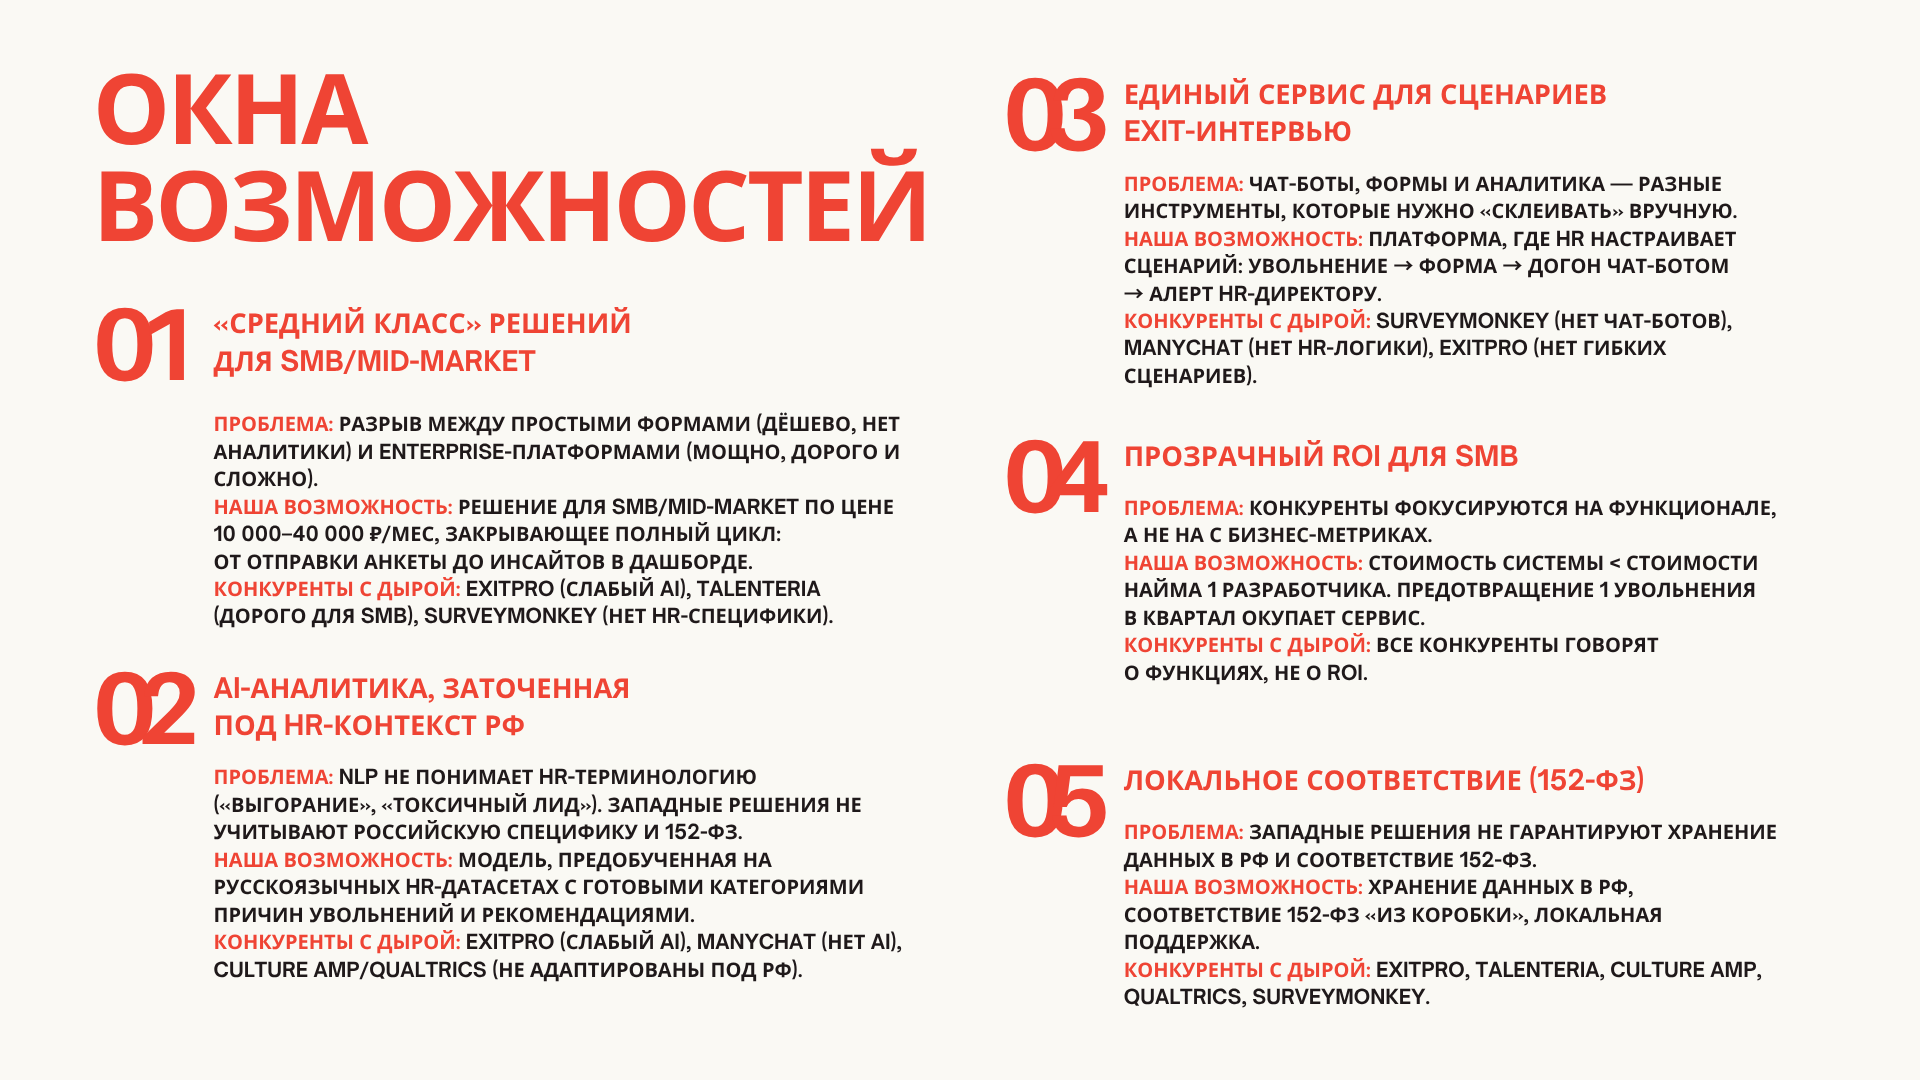 ОКНА
ВОЗМОЖНОСТЕЙ
01
«СРЕДНИЙ КЛАСС» РЕШЕНИЙ
ДЛЯ SMB/MID-MARKET
ПРОБЛЕМА: РАЗРЫВ МЕЖДУ ПРОСТЫМИ ФОРМАМИ (ДЁШЕВО, НЕТ
АНАЛИТИКИ) И ENTERPRISE-ПЛАТФОРМАМИ (МОЩНО, ДОРОГО И
СЛОЖНО).
НАША ВОЗМОЖНОСТЬ: РЕШЕНИЕ ДЛЯ SMB/MID-MARKET ПО ЦЕНЕ
10 000–40 000 ₽/МЕС, ЗАКРЫВАЮЩЕЕ ПОЛНЫЙ ЦИКЛ:
ОТ ОТПРАВКИ АНКЕТЫ ДО ИНСАЙТОВ В ДАШБОРДЕ.
КОНКУРЕНТЫ С ДЫРОЙ: EXITPRO (СЛАБЫЙ AI), TALENTERIA
(ДОРОГО ДЛЯ SMB), SURVEYMONKEY (НЕТ HR-СПЕЦИФИКИ).
02
AI-АНАЛИТИКА, ЗАТОЧЕННАЯ
ПОД HR-КОНТЕКСТ РФ
ПРОБЛЕМА: NLP НЕ ПОНИМАЕТ HR-ТЕРМИНОЛОГИЮ
(«ВЫГОРАНИЕ», «ТОКСИЧНЫЙ ЛИД»). ЗАПАДНЫЕ РЕШЕНИЯ НЕ
УЧИТЫВАЮТ РОССИЙСКУЮ СПЕЦИФИКУ И 152-ФЗ.
НАША ВОЗМОЖНОСТЬ: МОДЕЛЬ, ПРЕДОБУЧЕННАЯ НА
РУССКОЯЗЫЧНЫХ HR-ДАТАСЕТАХ С ГОТОВЫМИ КАТЕГОРИЯМИ
ПРИЧИН УВОЛЬНЕНИЙ И РЕКОМЕНДАЦИЯМИ.
КОНКУРЕНТЫ С ДЫРОЙ: EXITPRO (СЛАБЫЙ AI), MANYCHAT (НЕТ AI),
CULTURE AMP/QUALTRICS (НЕ АДАПТИРОВАНЫ ПОД РФ).
03
ЕДИНЫЙ СЕРВИС ДЛЯ СЦЕНАРИЕВ
EXIT-ИНТЕРВЬЮ
ПРОБЛЕМА: ЧАТ-БОТЫ, ФОРМЫ И АНАЛИТИКА — РАЗНЫЕ
ИНСТРУМЕНТЫ, КОТОРЫЕ НУЖНО «СКЛЕИВАТЬ» ВРУЧНУЮ.
НАША ВОЗМОЖНОСТЬ: ПЛАТФОРМА, ГДЕ HR НАСТРАИВАЕТ
СЦЕНАРИЙ: УВОЛЬНЕНИЕ → ФОРМА → ДОГОН ЧАТ-БОТОМ
→ АЛЕРТ HR-ДИРЕКТОРУ.
КОНКУРЕНТЫ С ДЫРОЙ: SURVEYMONKEY (НЕТ ЧАТ-БОТОВ),
MANYCHAT (НЕТ HR-ЛОГИКИ), EXITPRO (НЕТ ГИБКИХ
СЦЕНАРИЕВ).
04
ПРОЗРАЧНЫЙ ROI ДЛЯ SMB
ПРОБЛЕМА: КОНКУРЕНТЫ ФОКУСИРУЮТСЯ НА ФУНКЦИОНАЛЕ,
А НЕ НА С БИЗНЕС-МЕТРИКАХ.
НАША ВОЗМОЖНОСТЬ: СТОИМОСТЬ СИСТЕМЫ < СТОИМОСТИ
НАЙМА 1 РАЗРАБОТЧИКА. ПРЕДОТВРАЩЕНИЕ 1 УВОЛЬНЕНИЯ
В КВАРТАЛ ОКУПАЕТ СЕРВИС.
КОНКУРЕНТЫ С ДЫРОЙ: ВСЕ КОНКУРЕНТЫ ГОВОРЯТ
О ФУНКЦИЯХ, НЕ О ROI.
05
ЛОКАЛЬНОЕ СООТВЕТСТВИЕ (152-ФЗ)
ПРОБЛЕМА: ЗАПАДНЫЕ РЕШЕНИЯ НЕ ГАРАНТИРУЮТ ХРАНЕНИЕ
ДАННЫХ В РФ И СООТВЕТСТВИЕ 152-ФЗ.
НАША ВОЗМОЖНОСТЬ: ХРАНЕНИЕ ДАННЫХ В РФ,
СООТВЕТСТВИЕ 152-ФЗ «ИЗ КОРОБКИ», ЛОКАЛЬНАЯ
ПОДДЕРЖКА.
КОНКУРЕНТЫ С ДЫРОЙ: EXITPRO, TALENTERIA, CULTURE AMP,
QUALTRICS, SURVEYMONKEY.